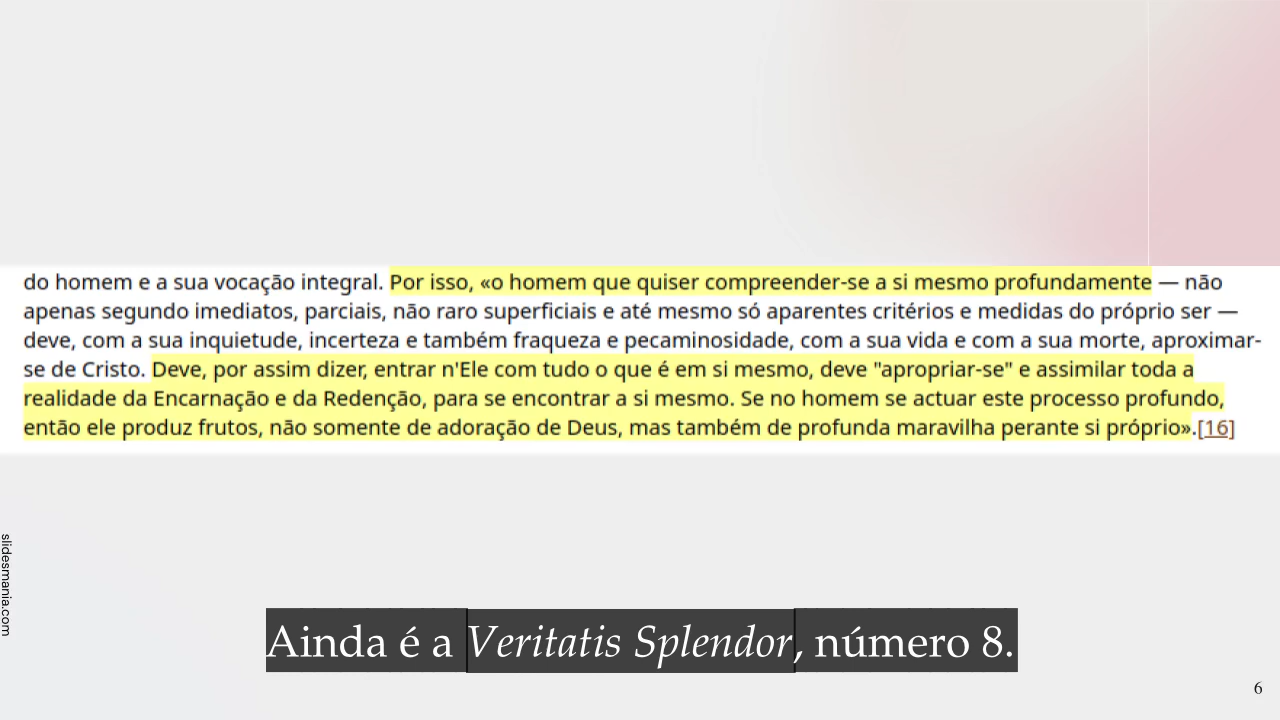 do homem e a sua vocação integral. Por isso, «o homem que quiser compreender-se a si mesmo profundamente — não
apenas segundo imediatos, parciais, não raro superficiais e até mesmo só aparentes critérios e medidas do próprio ser —
deve, com a sua inquietude, incerteza e também fraqueza e pecaminosidade, com a sua vida e com a sua morte, aproximar-
se de Cristo. Deve, por assim dizer, entrar n'Ele com tudo o que é em si mesmo, deve "apropriar-se" e assimilar toda a
realidade da Encarnação e da Redenção, para se encontrar a si mesmo. Se no homem se actuar este processo profundo,
então ele produz frutos, não somente de adoração de Deus, mas também de profunda maravilha perante si próprio».[16]
slidesmania.com
Ainda é a Veritatis Splendor, número 8.
6